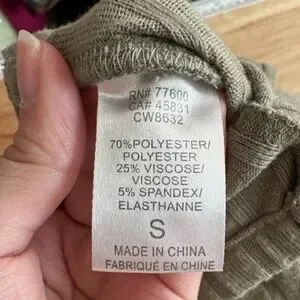 RN# 77600
CA# 45831
CW8632
70%POLYESTER/
POLYESTER
25% VISCOSE/
VISCOSE
5% SPANDEX/
ELASTHANNE
S
MADE IN CHINA
FABRIQUÉ EN CHINE